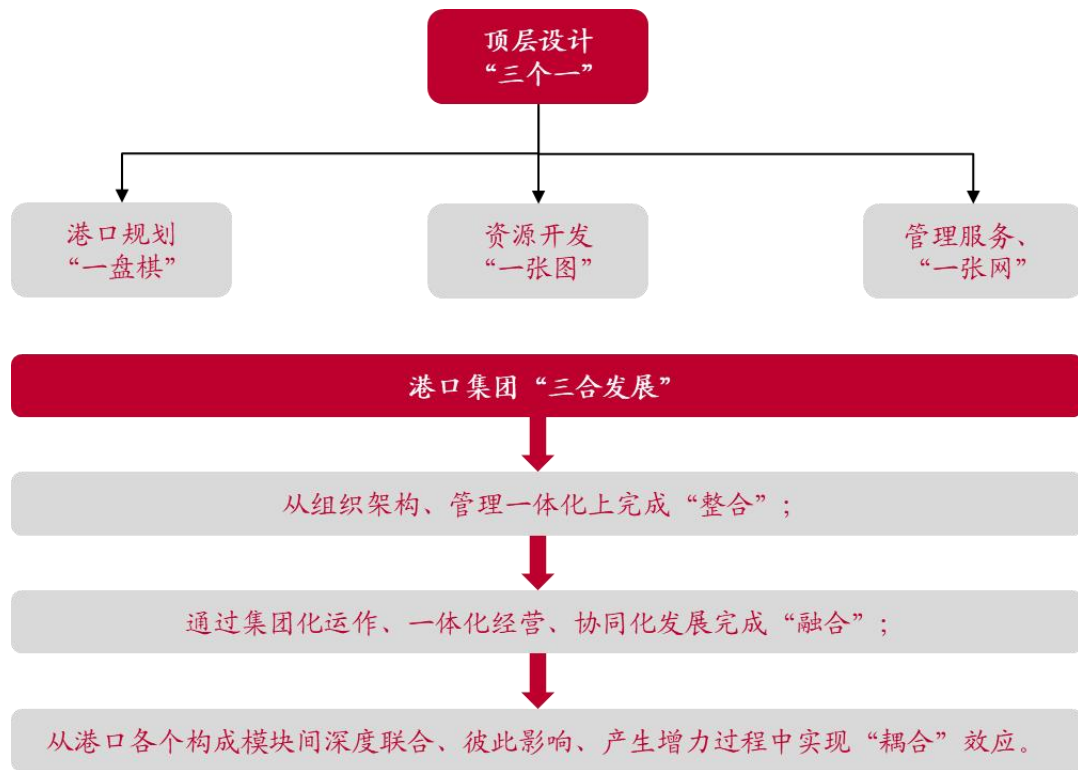 顶层设计
“三个一”
港口规划
“一盘棋”
资源开发
“一张图”
管理服务、
“一张网”
港口集团“三合发展”
从组织架构、管理一体化上完成“整合”;
通过集团化运作、一体化经营、协同化发展完成“融合”;
从港口各个构成模块间深度联合、彼此影响、产生增力过程中实现“耦合”效应。